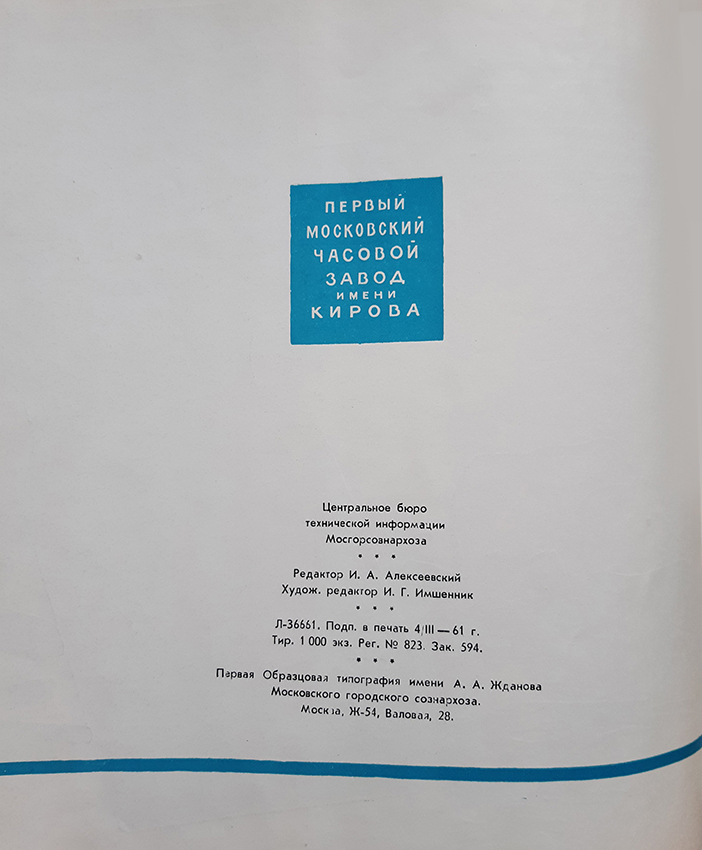 ПЕРВЫЙ
МОСКОВСКИЙ
ЧАСОВОЙ
ЗАВОД
ИМЕНИ
КИРОВА
Центральное бюро
технической информации
Мосгорсовнархоза
* * *
Редактор И. А. Алексеевский
Худож. редактор И. Г. Имшенник
* * *
Л-36661. Подп. в печать 4/III — 61 г.
Тир. 1 000 экз. Рег. № 823. Зак. 594.
* * *
Первая Образцовая типография имени А. А. Жданова
Московского городского сознархоза.
Москва, Ж-54, Валовая, 28.